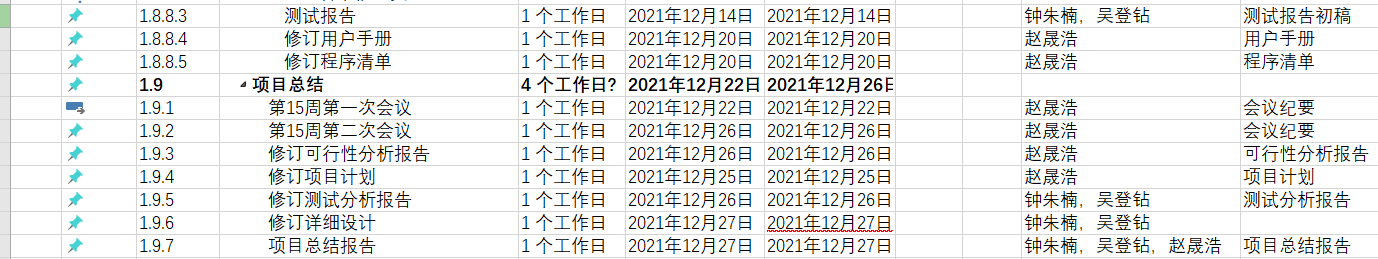 1.8.8.3 测试报告 1 个工作日 2021年12月14日 2021年12月14日 钟朱楠，吴登钻 测试报告初稿
1.8.8.4 修订用户手册 1 个工作日 2021年12月20日 2021年12月20日 赵晟浩 用户手册
1.8.8.5 修订程序清单 1 个工作日 2021年12月20日 2021年12月20日 赵晟浩 程序清单
1.9 项目总结 4 个工作日? 2021年12月22日 2021年12月26日
1.9.1 第15周第一次会议 1 个工作日 2021年12月22日 2021年12月22日 赵晟浩 会议纪要
1.9.2 第15周第二次会议 1 个工作日 2021年12月26日 2021年12月26日 赵晟浩 会议纪要
1.9.3 修订可行性分析报告 1 个工作日 2021年12月26日 2021年12月26日 赵晟浩 可行性分析报告
1.9.4 修订项目计划 1 个工作日 2021年12月25日 2021年12月25日 赵晟浩 项目计划
1.9.5 修订测试分析报告 1 个工作日 2021年12月26日 2021年12月26日 钟朱楠，吴登钻 测试分析报告
1.9.6 修订详细设计 1 个工作日 2021年12月27日 2021年12月27日 钟朱楠，吴登钻
1.9.7 项目总结报告 1 个工作日 2021年12月27日 2021年12月27日 钟朱楠，吴登钻，赵晟浩 项目总结报告